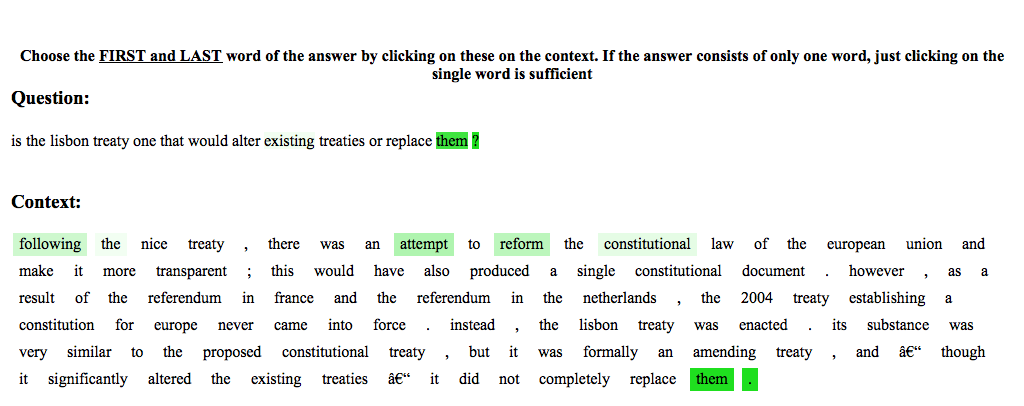 Choose the FIRST and LAST word of the answer by clicking on these on the context. If the answer consists of only one word, just clicking on the
single word is sufficient
Question:
is the lisbon treaty one that would alter existing treaties or replace them ?
Context:
following the nice treaty , there was an attempt to reform the constitutional law of the european union and
make it more transparent ; this would have also produced a single constitutional document . however , as a
result of the referendum in france and the referendum in the netherlands , the 2004 treaty establishing a
constitution for europe never came into force . instead , the lisbon treaty was enacted . its substance was
very similar to the proposed constitutional treaty , but it was formally an amending treaty , and â€“ though
it significantly altered the existing treaties â€“ it did not completely replace them .